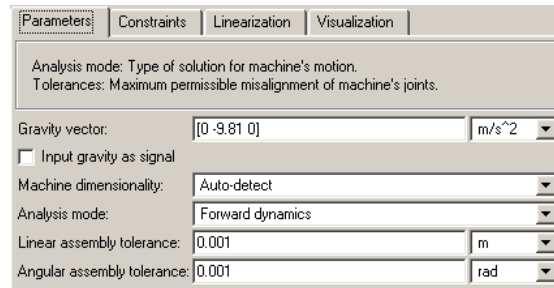 Parameters Constraints Linearization Visualization
Analysis mode: Type of solution for machine's motion.
Tolerances: Maximum permissible misalignment of machine's joints.
Gravity vector: [0 -9.81 0] m/s^2
Input gravity as signal
Machine dimensionality: Auto-detect
Analysis mode: Forward dynamics
Linear assembly tolerance: 0.001 m
Angular assembly tolerance: 0.001 rad